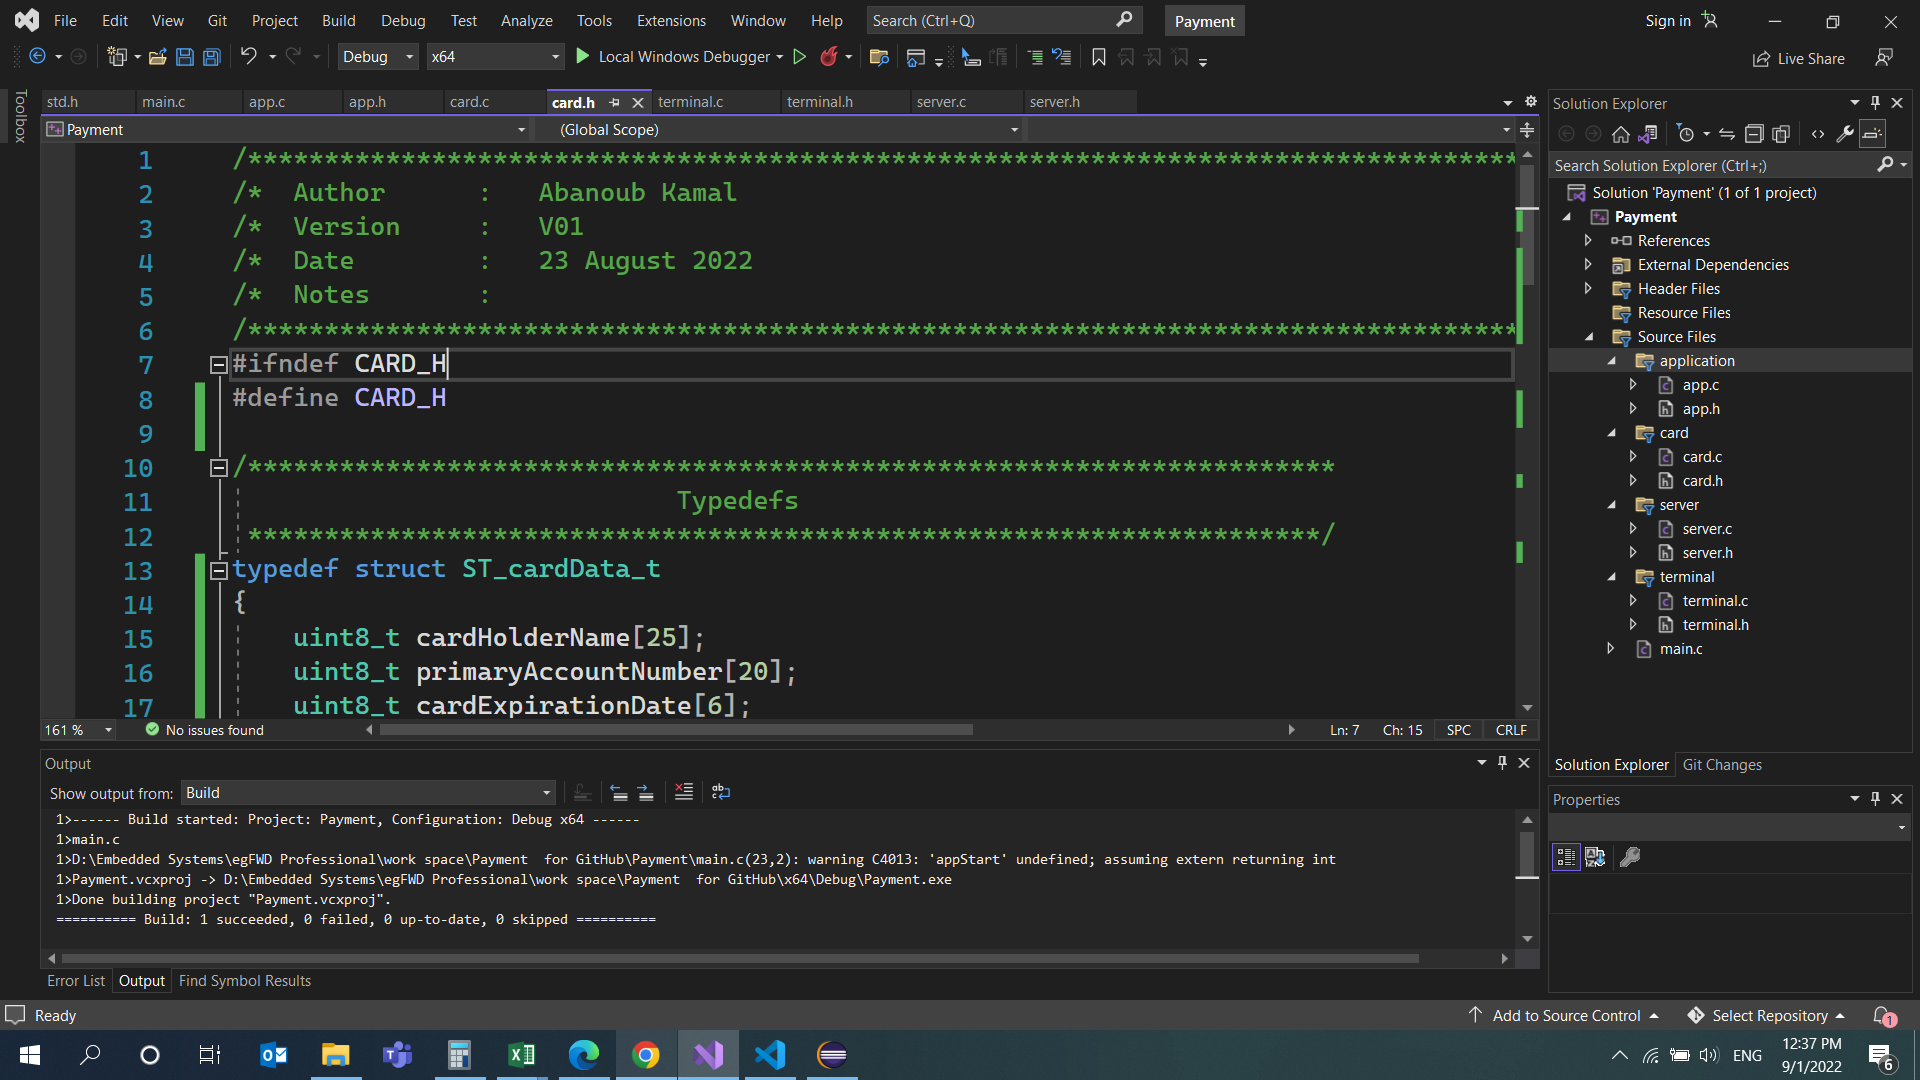 File Edit View Git Project Build Debug Test Analyze Tools Extensions Window Help Search (Ctrl+Q) Payment Sign in
Debug x64 Local Windows Debugger Live Share
Toolbox
std.h main.c app.c app.h card.c card.h terminal.c terminal.h server.c server.h
Payment (Global Scope)
1 /***********************************************************************************
2 /* Author : Abanoub Kamal
3 /* Version : V01
4 /* Date : 23 August 2022
5 /* Notes :
6 /***********************************************************************************
7 #ifndef CARD_H
8 #define CARD_H
9
10 /***********************************************************************
11 Typedefs
12 **********************************************************************/
13 typedef struct ST_cardData_t
14 {
15 uint8_t cardHolderName[25];
16 uint8_t primaryAccountNumber[20];
17 uint8_t cardExpirationDate[6];
161 % No issues found Ln: 7 Ch: 15 SPC CRLF
Output
Show output from: Build
1>------ Build started: Project: Payment, Configuration: Debug x64 ------
1>main.c
1>D:\Embedded Systems\egFWD Professional\work space\Payment  for GitHub\Payment\main.c(23,2): warning C4013: 'appStart' undefined; assuming extern returning int
1>Payment.vcxproj -> D:\Embedded Systems\egFWD Professional\work space\Payment  for GitHub\x64\Debug\Payment.exe
1>Done building project "Payment.vcxproj".
========== Build: 1 succeeded, 0 failed, 0 up-to-date, 0 skipped ==========
Error List Output Find Symbol Results
Solution Explorer
Search Solution Explorer (Ctrl+;)
Solution 'Payment' (1 of 1 project)
Payment
References
External Dependencies
Header Files
Resource Files
Source Files
application
app.c
app.h
card
card.c
card.h
server
server.c
server.h
terminal
terminal.c
terminal.h
main.c
Solution Explorer Git Changes
Properties
Ready Add to Source Control Select Repository 1
ENG 12:37 PM
9/1/2022 6